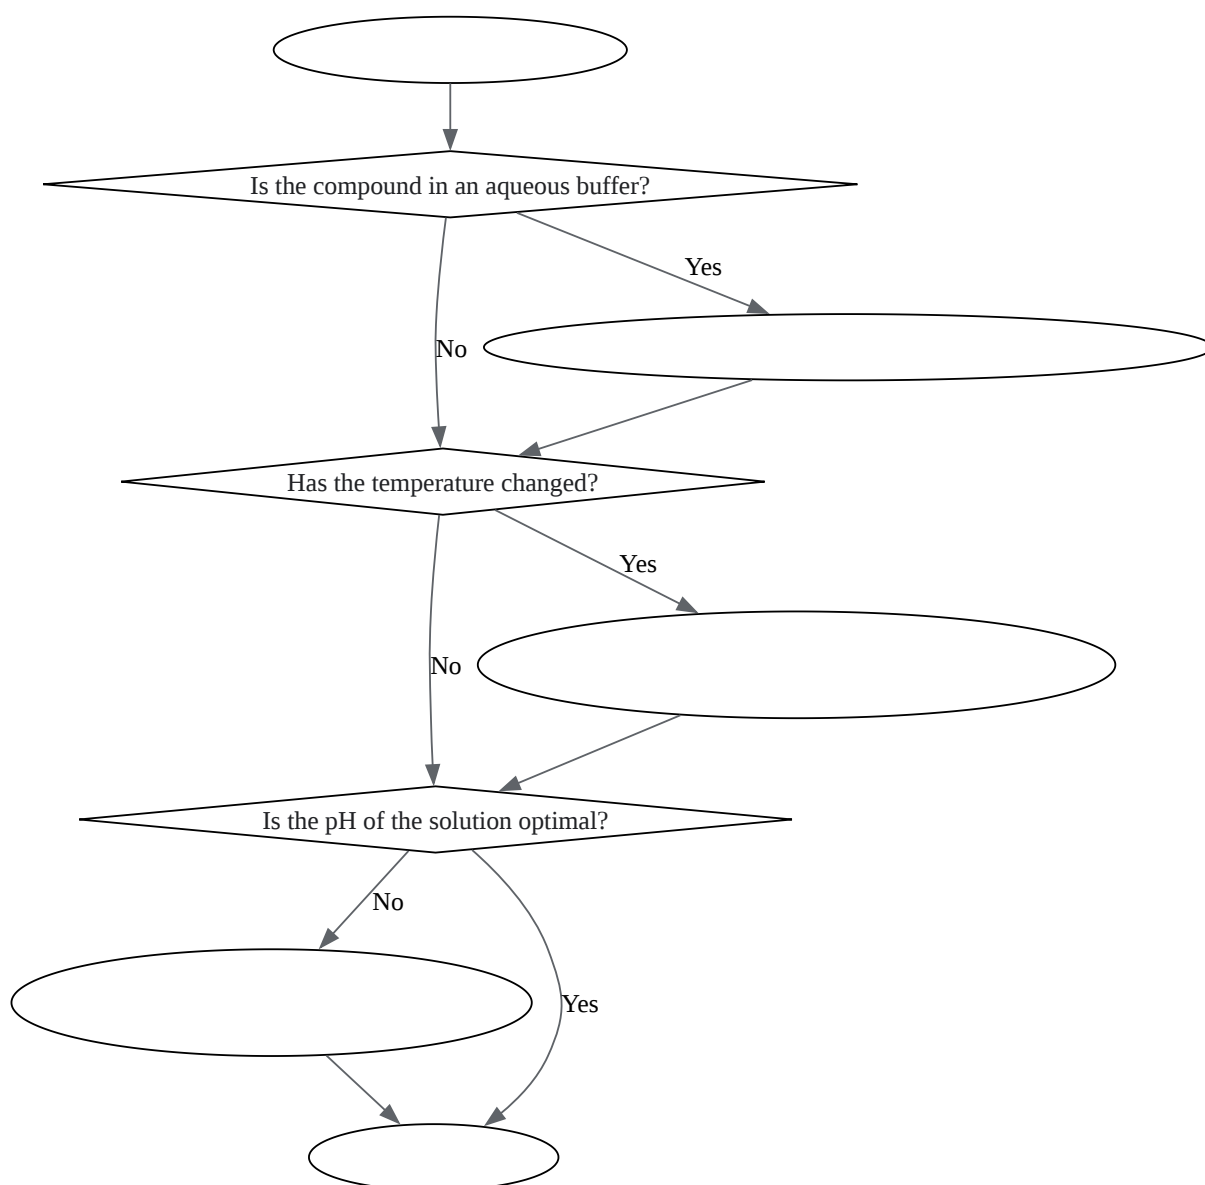 Is the compound in an aqueous buffer?
Yes
No
Has the temperature changed?
Yes
No
Is the pH of the solution optimal?
No
Yes